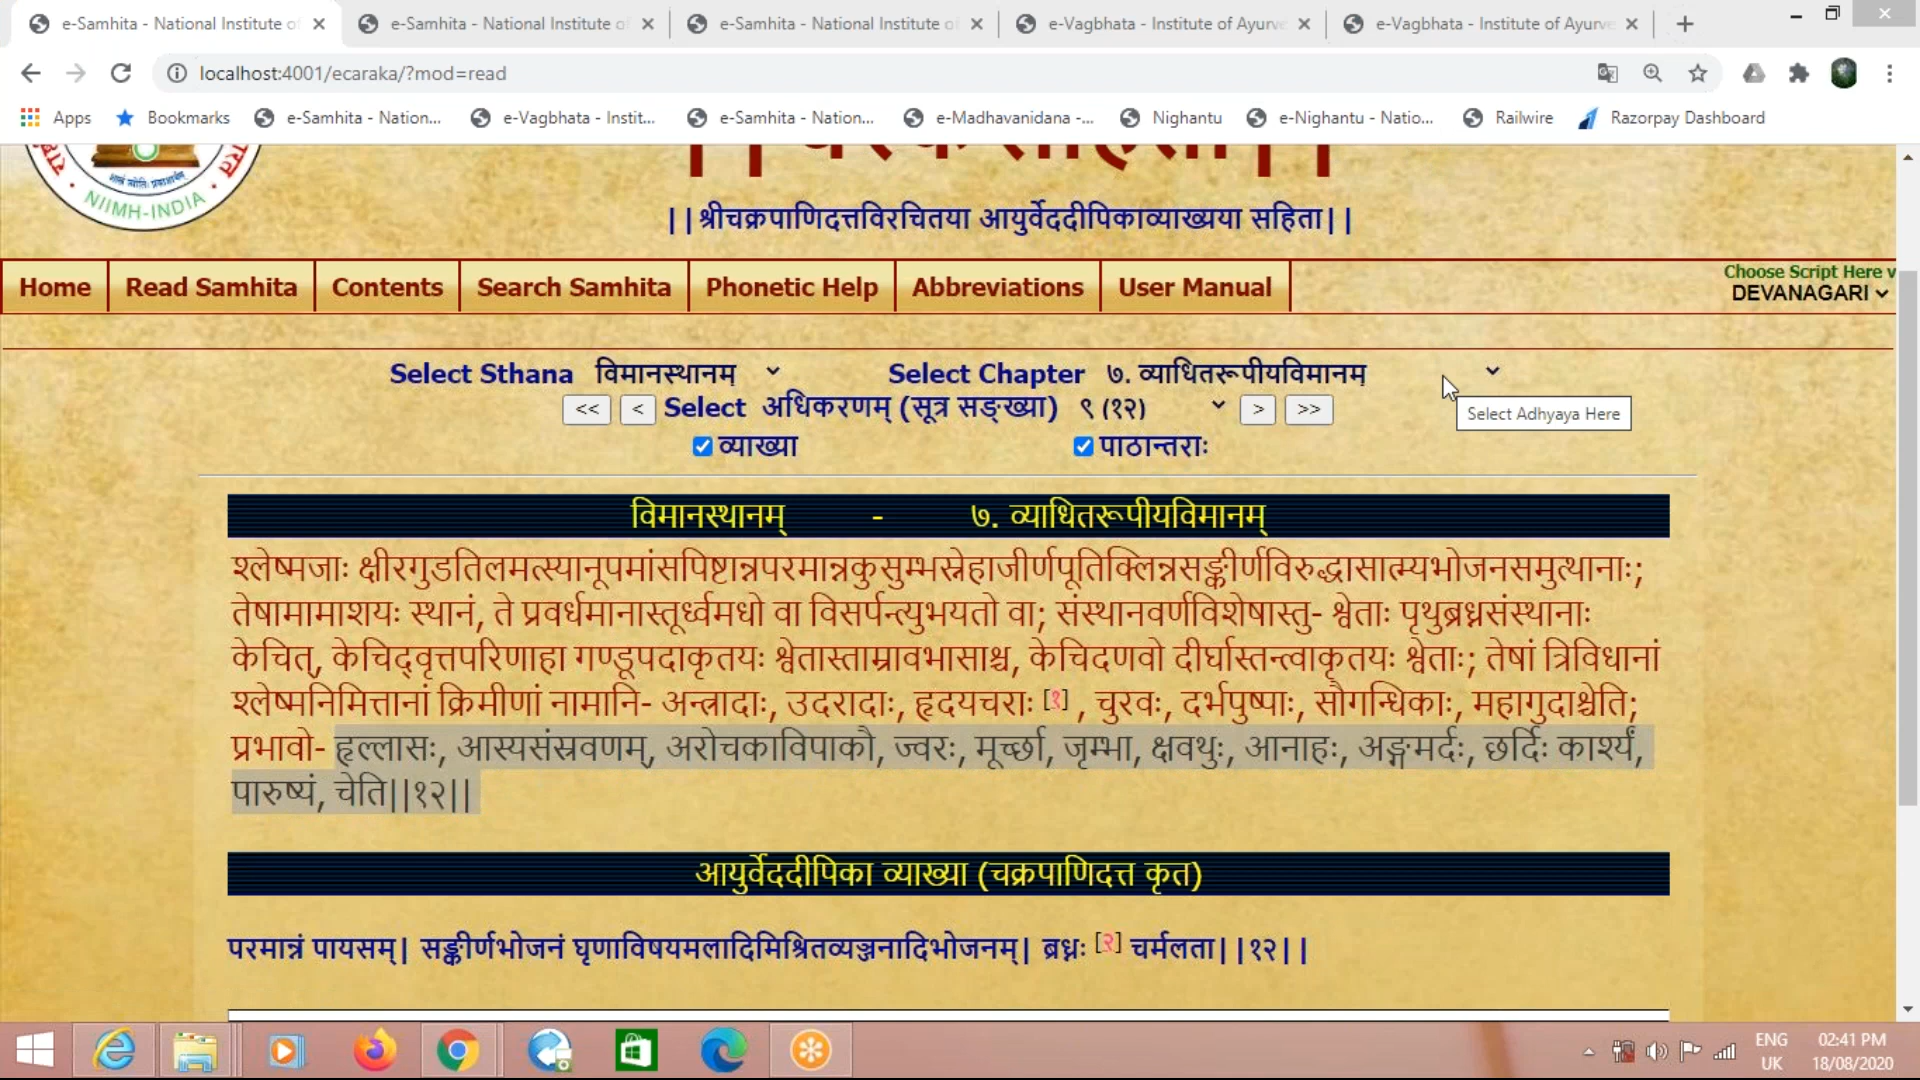 e-Samhita - National Institute of
e-Samhita - National Institute of
e-Samhita - National Institute of
e-Vagbhata - Institute of Ayurve
e-Vagbhata - Institute of Ayurve
localhost:4001/ecaraka/?mod=read
Apps Bookmarks e-Samhita - Nation... e-Vagbhata - Instit... e-Samhita - Nation... e-Madhavanidana -... Nighantu e-Nighantu - Natio... Railwire Razorpay Dashboard
NIIMH-INDIA
||श्रीचक्रपाणिदत्तविरचितया आयुर्वेददीपिकाव्याख्यया सहिता||
Home Read Samhita Contents Search Samhita Phonetic Help Abbreviations User Manual
Choose Script Here v
DEVANAGARI
Select Sthana विमानस्थानम् Select Chapter ७. व्याधितरूपीयविमानम्
<< < Select अधिकरणम् (सूत्र सङ्ख्या) ९ (१२) > >>
Select Adhyaya Here
व्याख्या पाठान्तराः
विमानस्थानम् - ७. व्याधितरूपीयविमानम्
श्लेष्मजाः क्षीरगुडतिलमत्स्यानूपमांसपिष्टान्नपरमान्नकुसुम्भस्नेहाजीर्णपूतिक्लिन्नसङ्कीर्णविरुद्धासात्म्यभोजनसमुत्थानाः;
तेषामामाशयः स्थानं, ते प्रवर्धमानास्तूर्ध्वमधो वा विसर्पन्त्युभयतो वा; संस्थानवर्णविशेषास्तु- श्वेताः पृथुब्रध्नसंस्थानाः
केचित्, केचिद्वृत्तपरिणाहा गण्डूपदाकृतयः श्वेतास्ताम्रावभासाश्च, केचिदणवो दीर्घास्तन्त्वाकृतयः श्वेताः; तेषां त्रिविधानां
श्लेष्मनिमित्तानां क्रिमीणां नामानि- अन्त्रादाः, उदरादाः, हृदयचराः [१] , चुरवः, दर्भपुष्पाः, सौगन्धिकाः, महागुदाश्चेति;
प्रभावो- हृल्लासः, आस्यसंस्रवणम्, अरोचकाविपाकौ, ज्वरः, मूर्च्छा, जृम्भा, क्षवथुः, आनाहः, अङ्गमर्दः, छर्दिः कार्श्यं,
पारुष्यं, चेति||१२||
आयुर्वेददीपिका व्याख्या (चक्रपाणिदत्त कृत)
परमान्नं पायसम्| सङ्कीर्णभोजनं घृणाविषयमलादिमिश्रितव्यञ्जनादिभोजनम्| ब्रध्नः [२] चर्मलता||१२||
ENG 02:41 PM
UK 18/08/2020